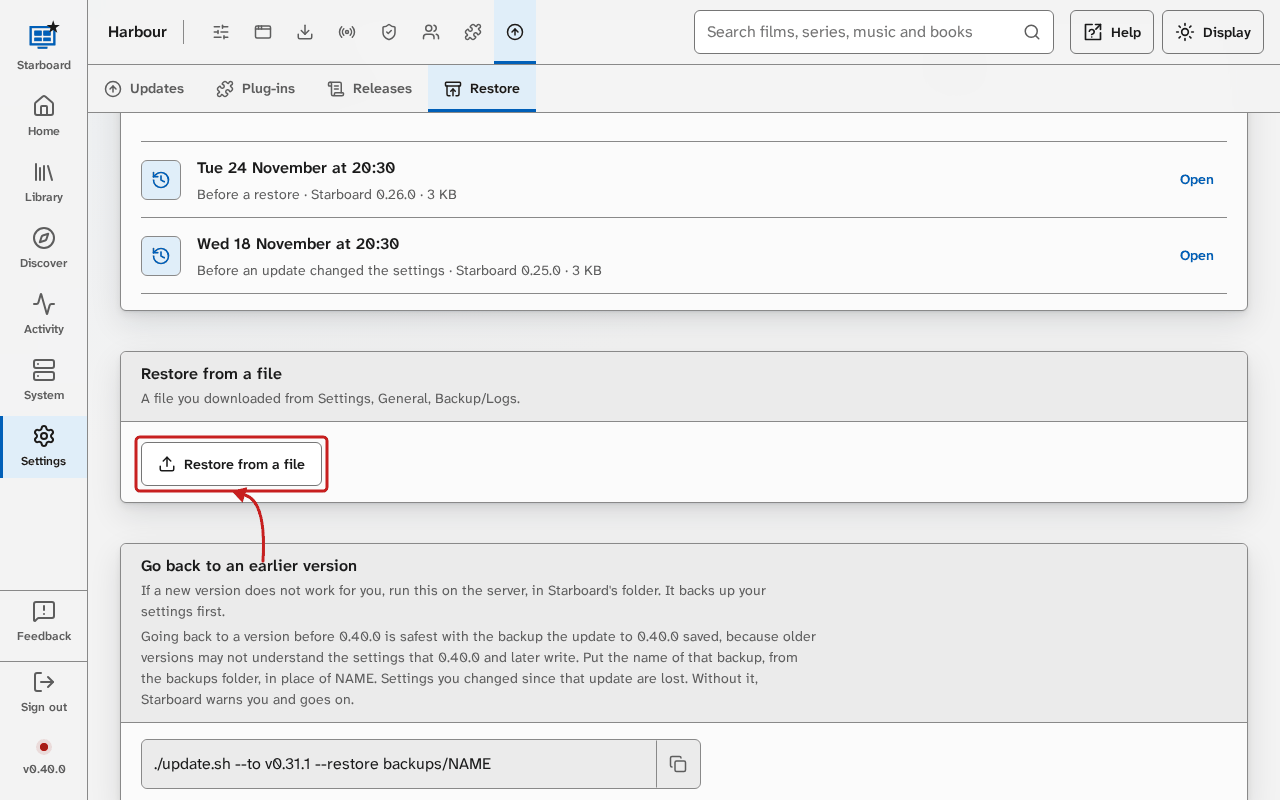 Starboard
Home
Library
Discover
Activity
System
Settings
Feedback
Sign out
v0.40.0
Harbour
Search films, series, music and books
Help
Display
Updates
Plug-ins
Releases
Restore
Tue 24 November at 20:30
Before a restore · Starboard 0.26.0 · 3 KB
Open
Wed 18 November at 20:30
Before an update changed the settings · Starboard 0.25.0 · 3 KB
Open
Restore from a file
A file you downloaded from Settings, General, Backup/Logs.
Restore from a file
Go back to an earlier version
If a new version does not work for you, run this on the server, in Starboard's folder. It backs up your
settings first.
Going back to a version before 0.40.0 is safest with the backup the update to 0.40.0 saved, because older
versions may not understand the settings that 0.40.0 and later write. Put the name of that backup, from
the backups folder, in place of NAME. Settings you changed since that update are lost. Without it,
Starboard warns you and goes on.
./update.sh --to v0.31.1 --restore backups/NAME